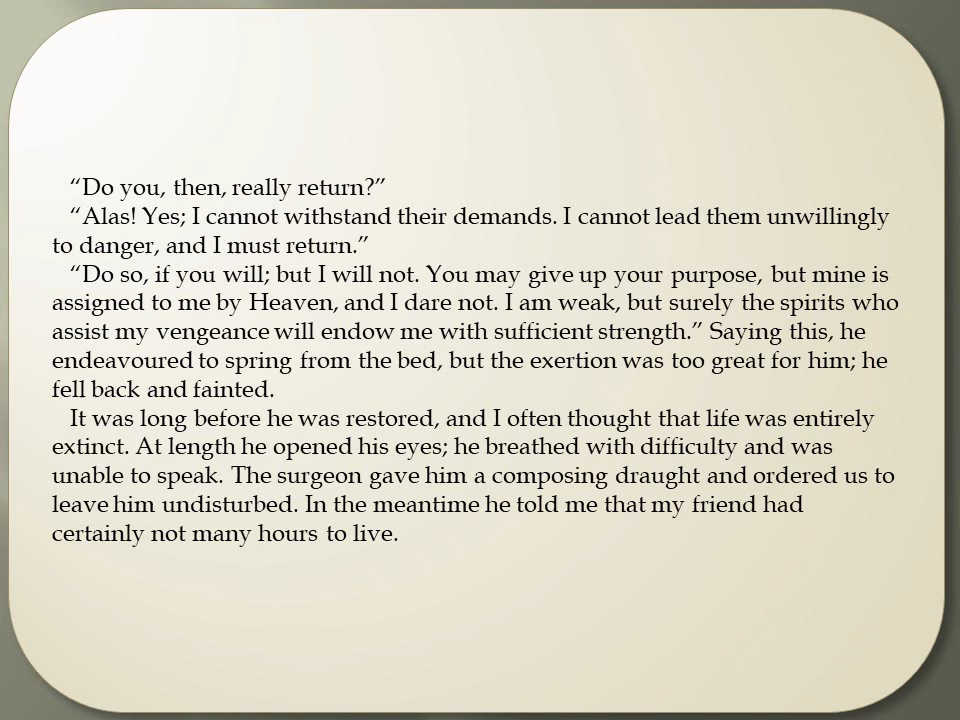 “Do you, then, really return?”
“Alas! Yes; I cannot withstand their demands. I cannot lead them unwillingly
to danger, and I must return.”
“Do so, if you will; but I will not. You may give up your purpose, but mine is
assigned to me by Heaven, and I dare not. I am weak, but surely the spirits who
assist my vengeance will endow me with sufficient strength.” Saying this, he
endeavoured to spring from the bed, but the exertion was too great for him; he
fell back and fainted.
It was long before he was restored, and I often thought that life was entirely
extinct. At length he opened his eyes; he breathed with difficulty and was
unable to speak. The surgeon gave him a composing draught and ordered us to
leave him undisturbed. In the meantime he told me that my friend had
certainly not many hours to live.